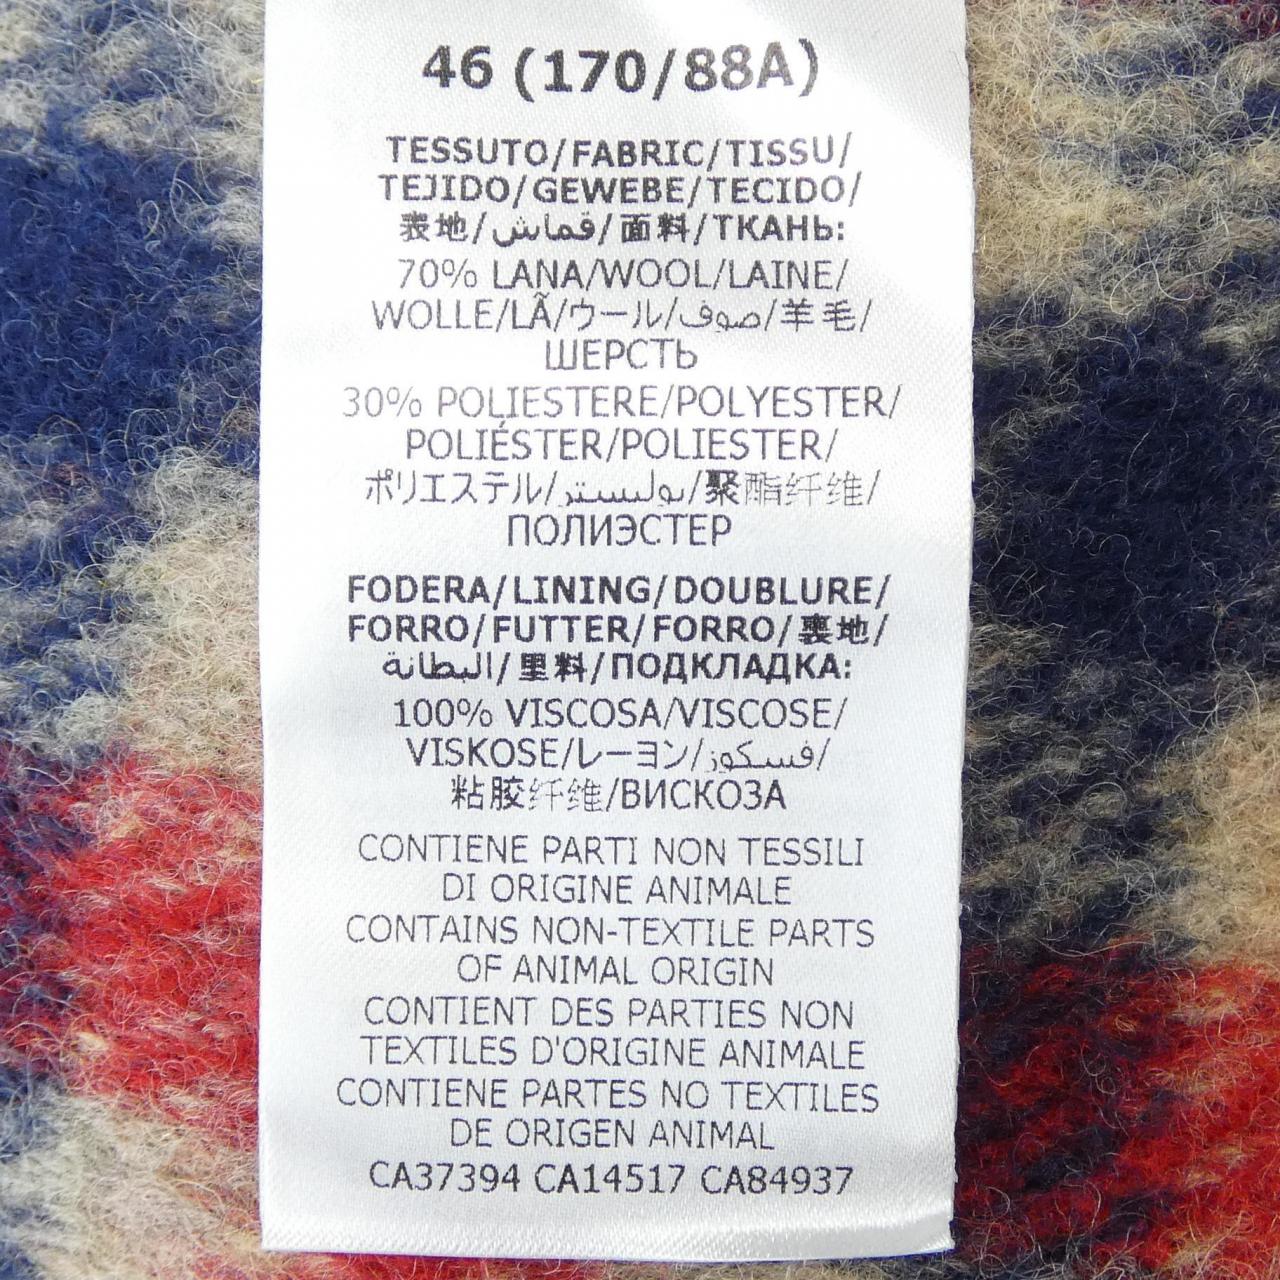 46 (170/88A)
TESSUTO/FABRIC/TISSU/
TEJIDO/GEWEBE/TECIDO/
表地/قماش/面料/ТКАНЬ:
70% LANA/WOOL/LAINE/
WOLLE/LÃ/ウール/صوف/羊毛/
ШЕРСТЬ
30% POLIESTERE/POLYESTER/
POLIÉSTER/POLIESTER/
ポリエステル/بوليستر/聚酯纤维/
ПОЛИЭСТЕР
FODERA/LINING/DOUBLURE/
FORRO/FUTTER/FORRO/裏地/
البطانة/里料/ПОДКЛАДКА:
100% VISCOSA/VISCOSE/
VISKOSE/レーヨン/فسكوز/
粘胶纤维/ВИСКОЗА
CONTIENE PARTI NON TESSILI
DI ORIGINE ANIMALE
CONTAINS NON-TEXTILE PARTS
OF ANIMAL ORIGIN
CONTIENT DES PARTIES NON
TEXTILES D'ORIGINE ANIMALE
CONTIENE PARTES NO TEXTILES
DE ORIGEN ANIMAL
CA37394 CA14517 CA84937